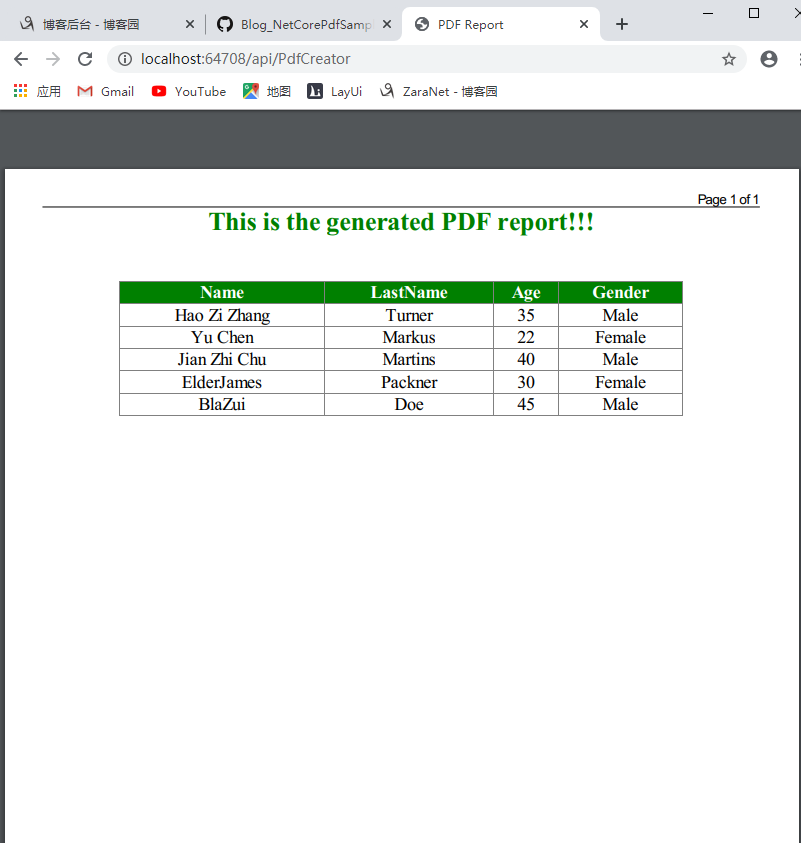 博客后台 - 博客园 Blog_NetCorePdfSamp PDF Report
localhost:64708/api/PdfCreator
应用 Gmail YouTube 地图 LayUi ZaraNet - 博客园
Page 1 of 1
This is the generated PDF report!!!
Name LastName Age Gender
Hao Zi Zhang Turner 35 Male
Yu Chen Markus 22 Female
Jian Zhi Chu Martins 40 Male
ElderJames Packner 30 Female
BlaZui Doe 45 Male